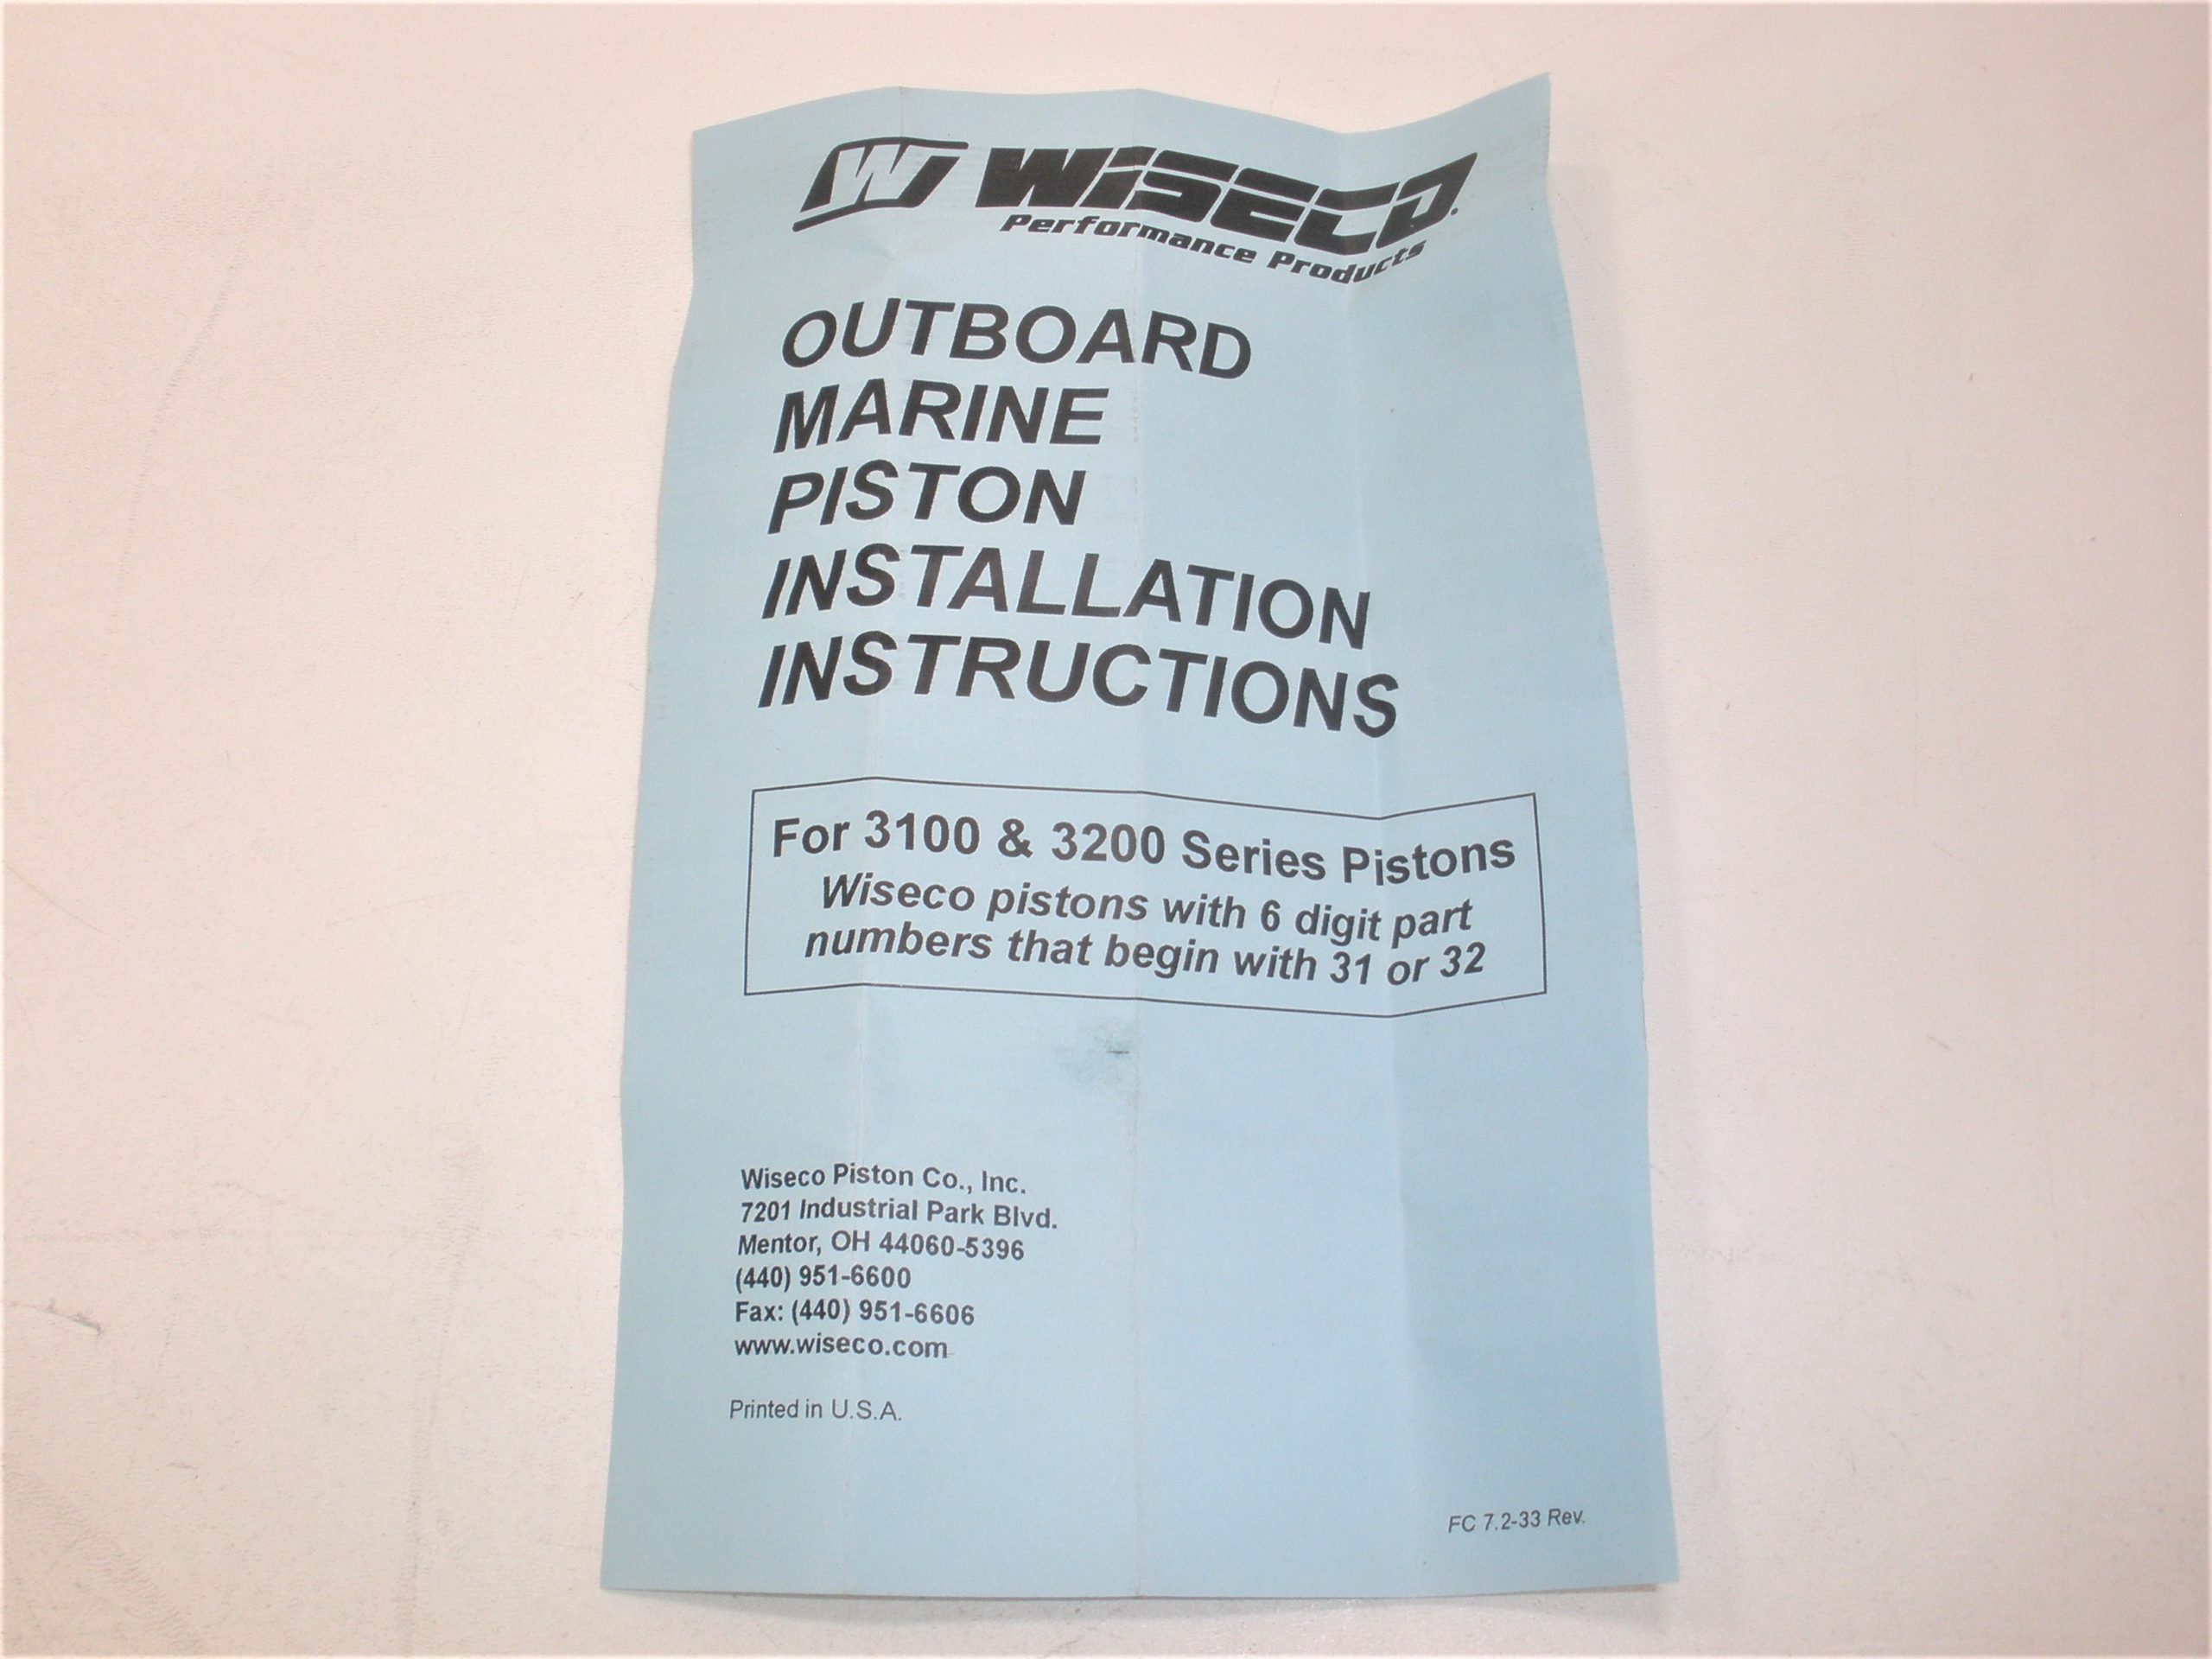 W WISECO.
Performance Products
OUTBOARD
MARINE
PISTON
INSTALLATION
INSTRUCTIONS
For 3100 & 3200 Series Pistons
Wiseco pistons with 6 digit part
numbers that begin with 31 or 32
Wiseco Piston Co., Inc.
7201 Industrial Park Blvd.
Mentor, OH 44060-5396
(440) 951-6600
Fax: (440) 951-6606
www.wiseco.com
Printed in U.S.A.
FC 7.2-33 Rev.